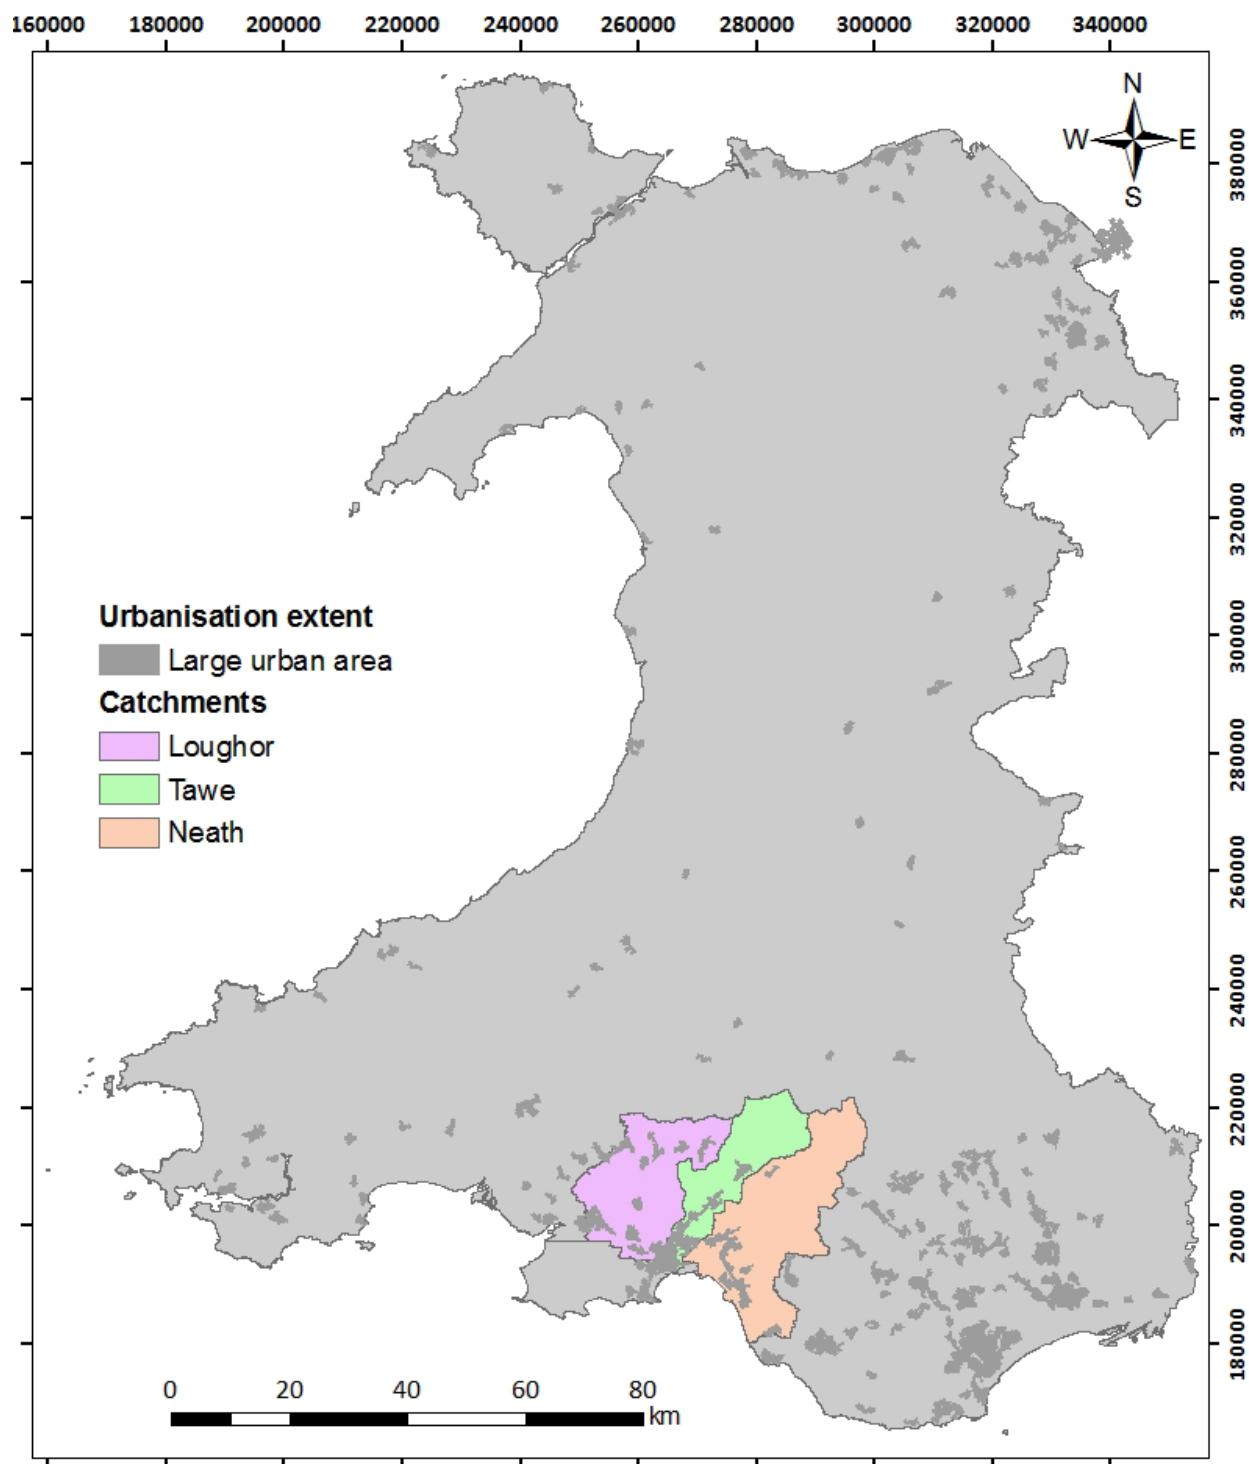 160000 180000 200000 220000 240000 260000 280000 300000 320000 340000
N
W E
S
380000
360000
340000
320000
300000
280000
260000
240000
220000
200000
180000
Urbanisation extent
Large urban area
Catchments
Loughor
Tawe
Neath
0 20 40 60 80
km